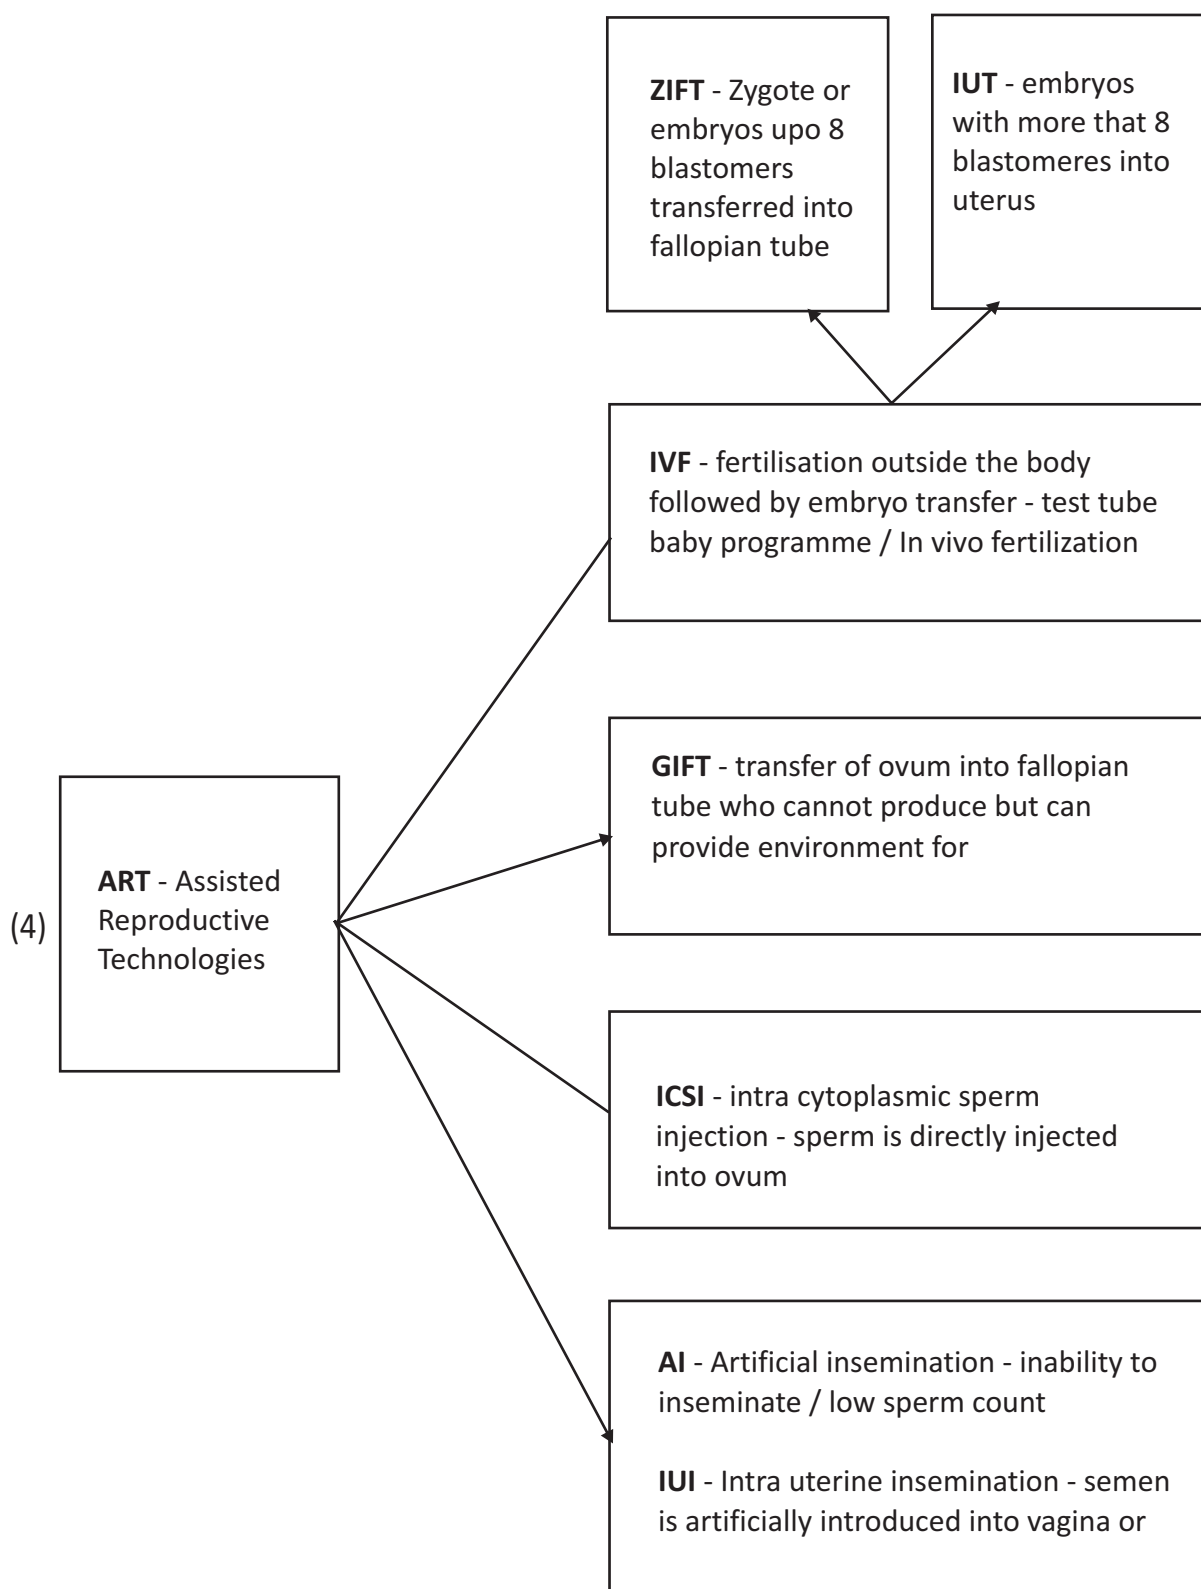 ZIFT - Zygote or
embryos upo 8
blastomers
transferred into
fallopian tube
IUT - embryos
with more that 8
blastomeres into
uterus
IVF - fertilisation outside the body
followed by embryo transfer - test tube
baby programme / In vivo fertilization
GIFT - transfer of ovum into fallopian
tube who cannot produce but can
provide environment for
(4)
ART - Assisted
Reproductive
Technologies
ICSI - intra cytoplasmic sperm
injection - sperm is directly injected
into ovum
AI - Artificial insemination - inability to
inseminate / low sperm count
IUI - Intra uterine insemination - semen
is artificially introduced into vagina or